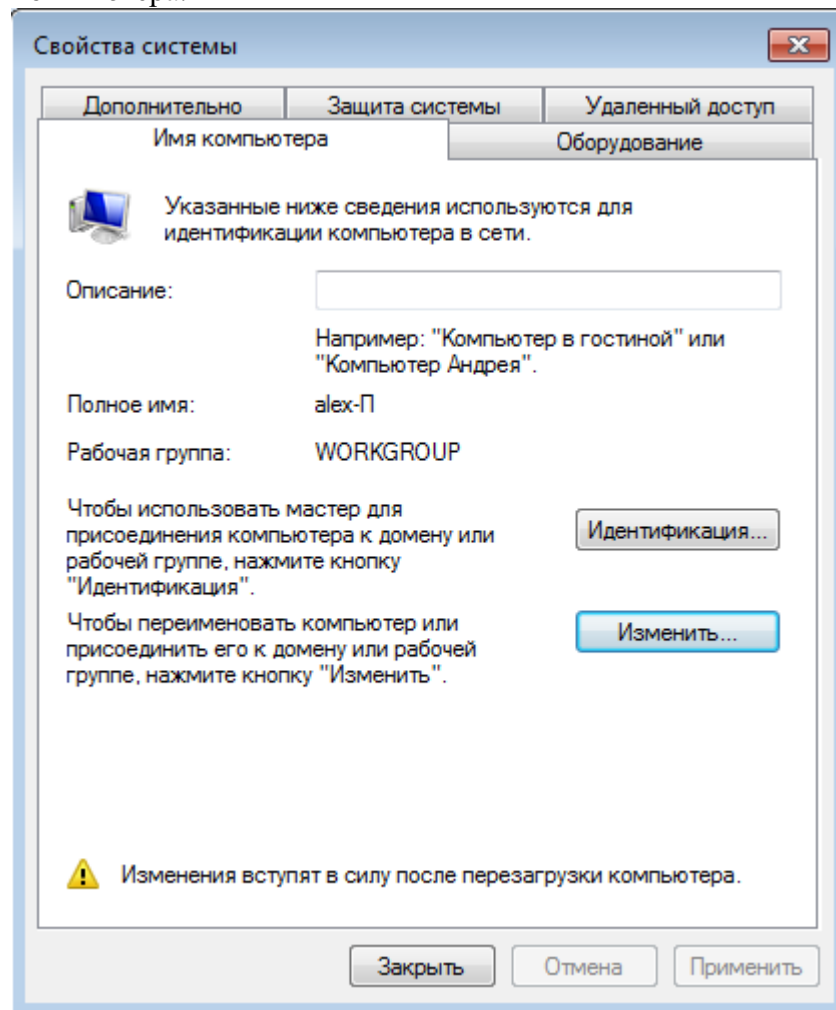 Свойства системы
Дополнительно Защита системы Удаленный доступ
Имя компьютера Оборудование
Указанные ниже сведения используются для
идентификации компьютера в сети.
Описание:
Например: "Компьютер в гостиной" или
"Компьютер Андрея".
Полное имя: alex-П
Рабочая группа: WORKGROUP
Чтобы использовать мастер для
присоединения компьютера к домену или
рабочей группе, нажмите кнопку
"Идентификация".
Идентификация...
Чтобы переименовать компьютер или
присоединить его к домену или рабочей
группе, нажмите кнопку "Изменить".
Изменить...
Изменения вступят в силу после перезагрузки компьютера.
Закрыть Отмена Применить